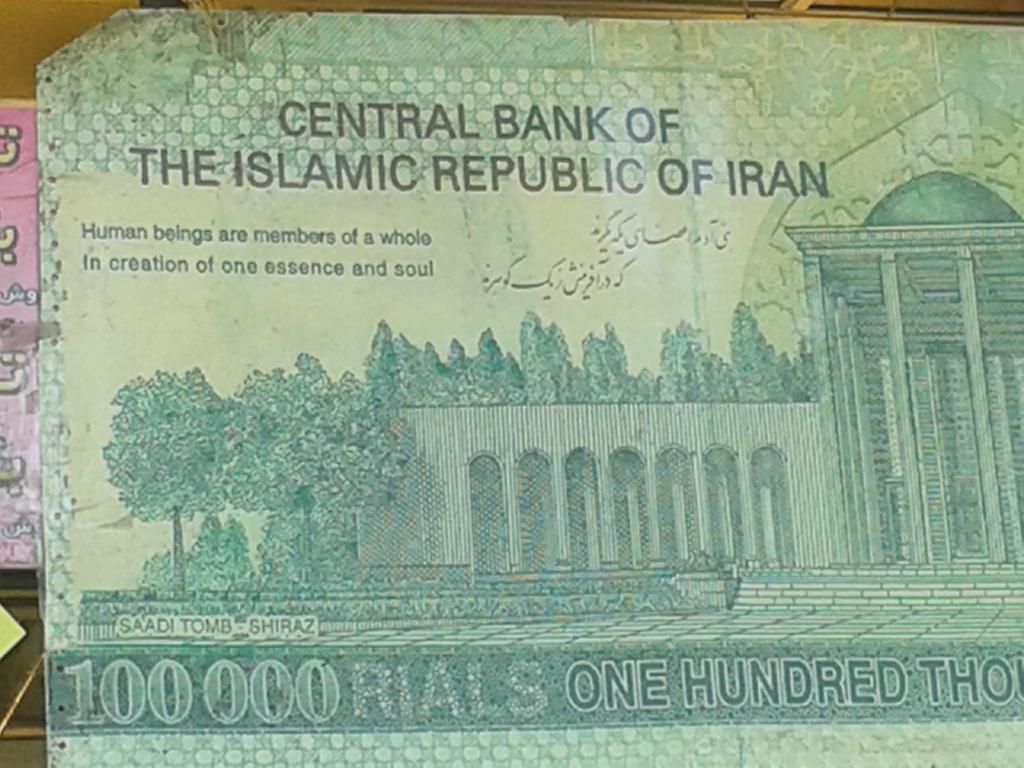 CENTRAL BANK OF
THE ISLAMIC REPUBLIC OF IRAN
Human beings are members of a whole
In creation of one essence and soul
بنی آدم اعضای یکدیگرند
که در آفرینش ز یک گوهرند
SAADI TOMB - SHIRAZ
100 000 RIALS ONE HUNDRED THOU